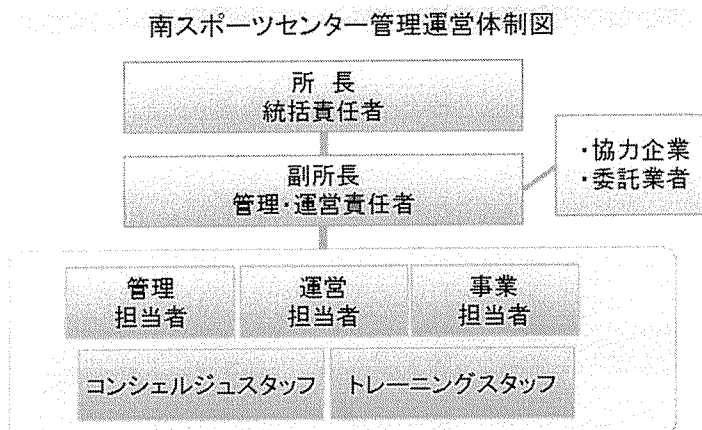 南スポーツセンター管理運営体制図
所 長
統括責任者
副所長
管理・運営責任者
・協力企業
・委託業者
管理
担当者
運営
担当者
事業
担当者
コンシェルジュスタッフ
トレーニングスタッフ